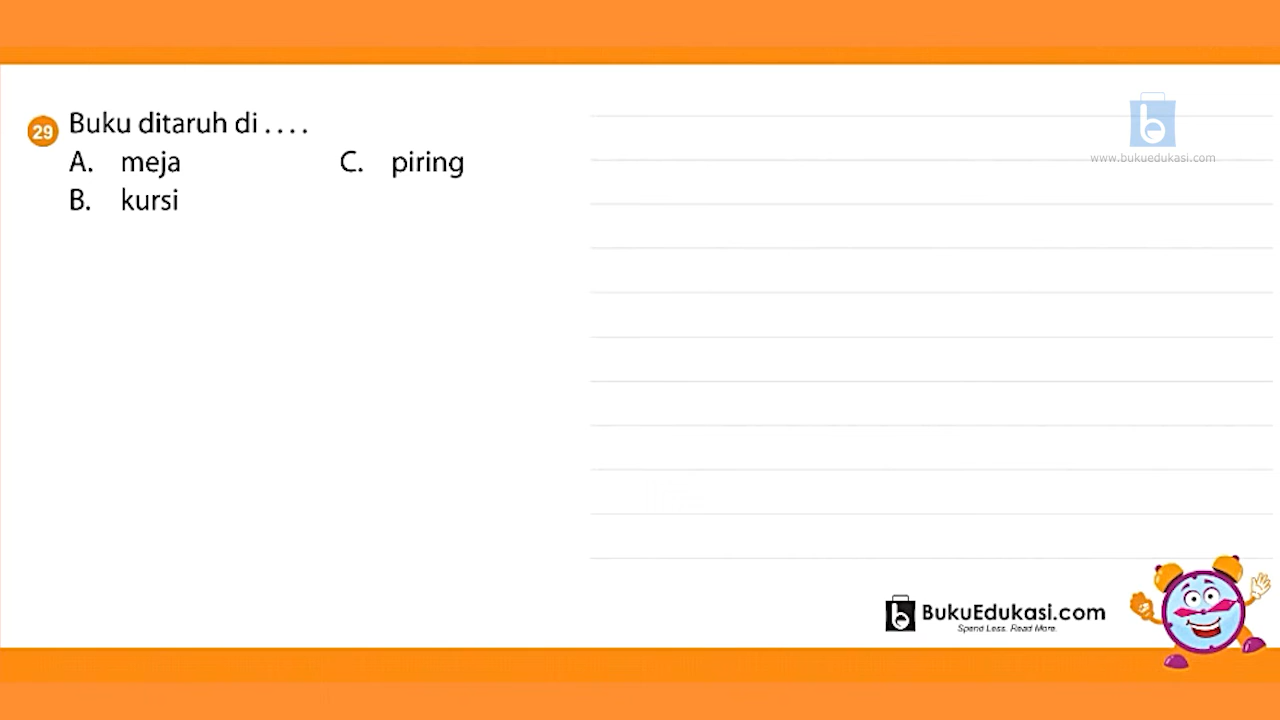 29 Buku ditaruh di . . . .
A. meja
B. kursi
C. piring
www.bukuedukasi.com
BukuEdukasi.com
Spend Less. Read More.